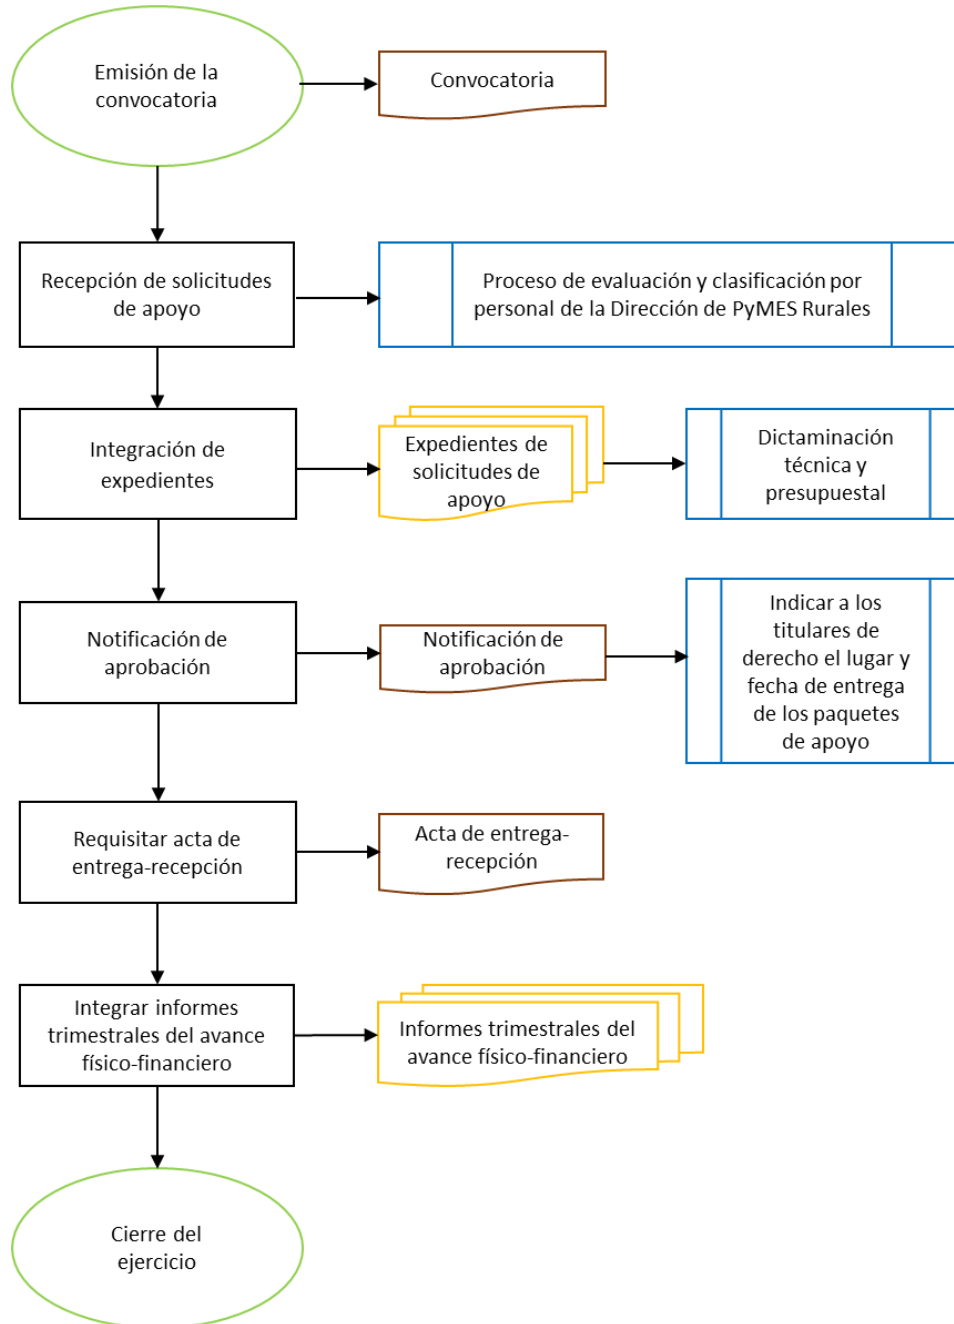 Emisión de la
convocatoria
Convocatoria
Recepción de solicitudes
de apoyo
Proceso de evaluación y clasificación por
personal de la Dirección de PyMES Rurales
Integración de
expedientes
Expedientes de
solicitudes de
apoyo
Dictaminación
técnica y
presupuestal
Notificación de
aprobación
Notificación de
aprobación
Indicar a los
titulares de
derecho el lugar y
fecha de entrega
de los paquetes
de apoyo
Requisitar acta de
entrega-recepción
Acta de entrega-
recepción
Integrar informes
trimestrales del avance
físico-financiero
Informes trimestrales del
avance físico-financiero
Cierre del
ejercicio